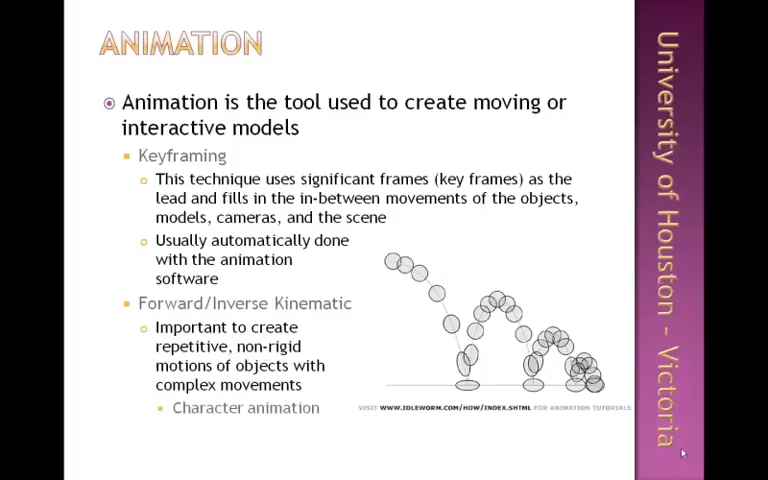 ANIMATION
Animation is the tool used to create moving or
interactive models
Keyframing
This technique uses significant frames (key frames) as the
lead and fills in the in-between movements of the objects,
models, cameras, and the scene
Usually automatically done
with the animation
software
Forward/Inverse Kinematic
Important to create
repetitive, non-rigid
motions of objects with
complex movements
Character animation
VISIT WWW.IDLEWORM.COM/HOW/INDEX.SHTML FOR ANIMATION TUTORIALS
University of Houston - Victoria